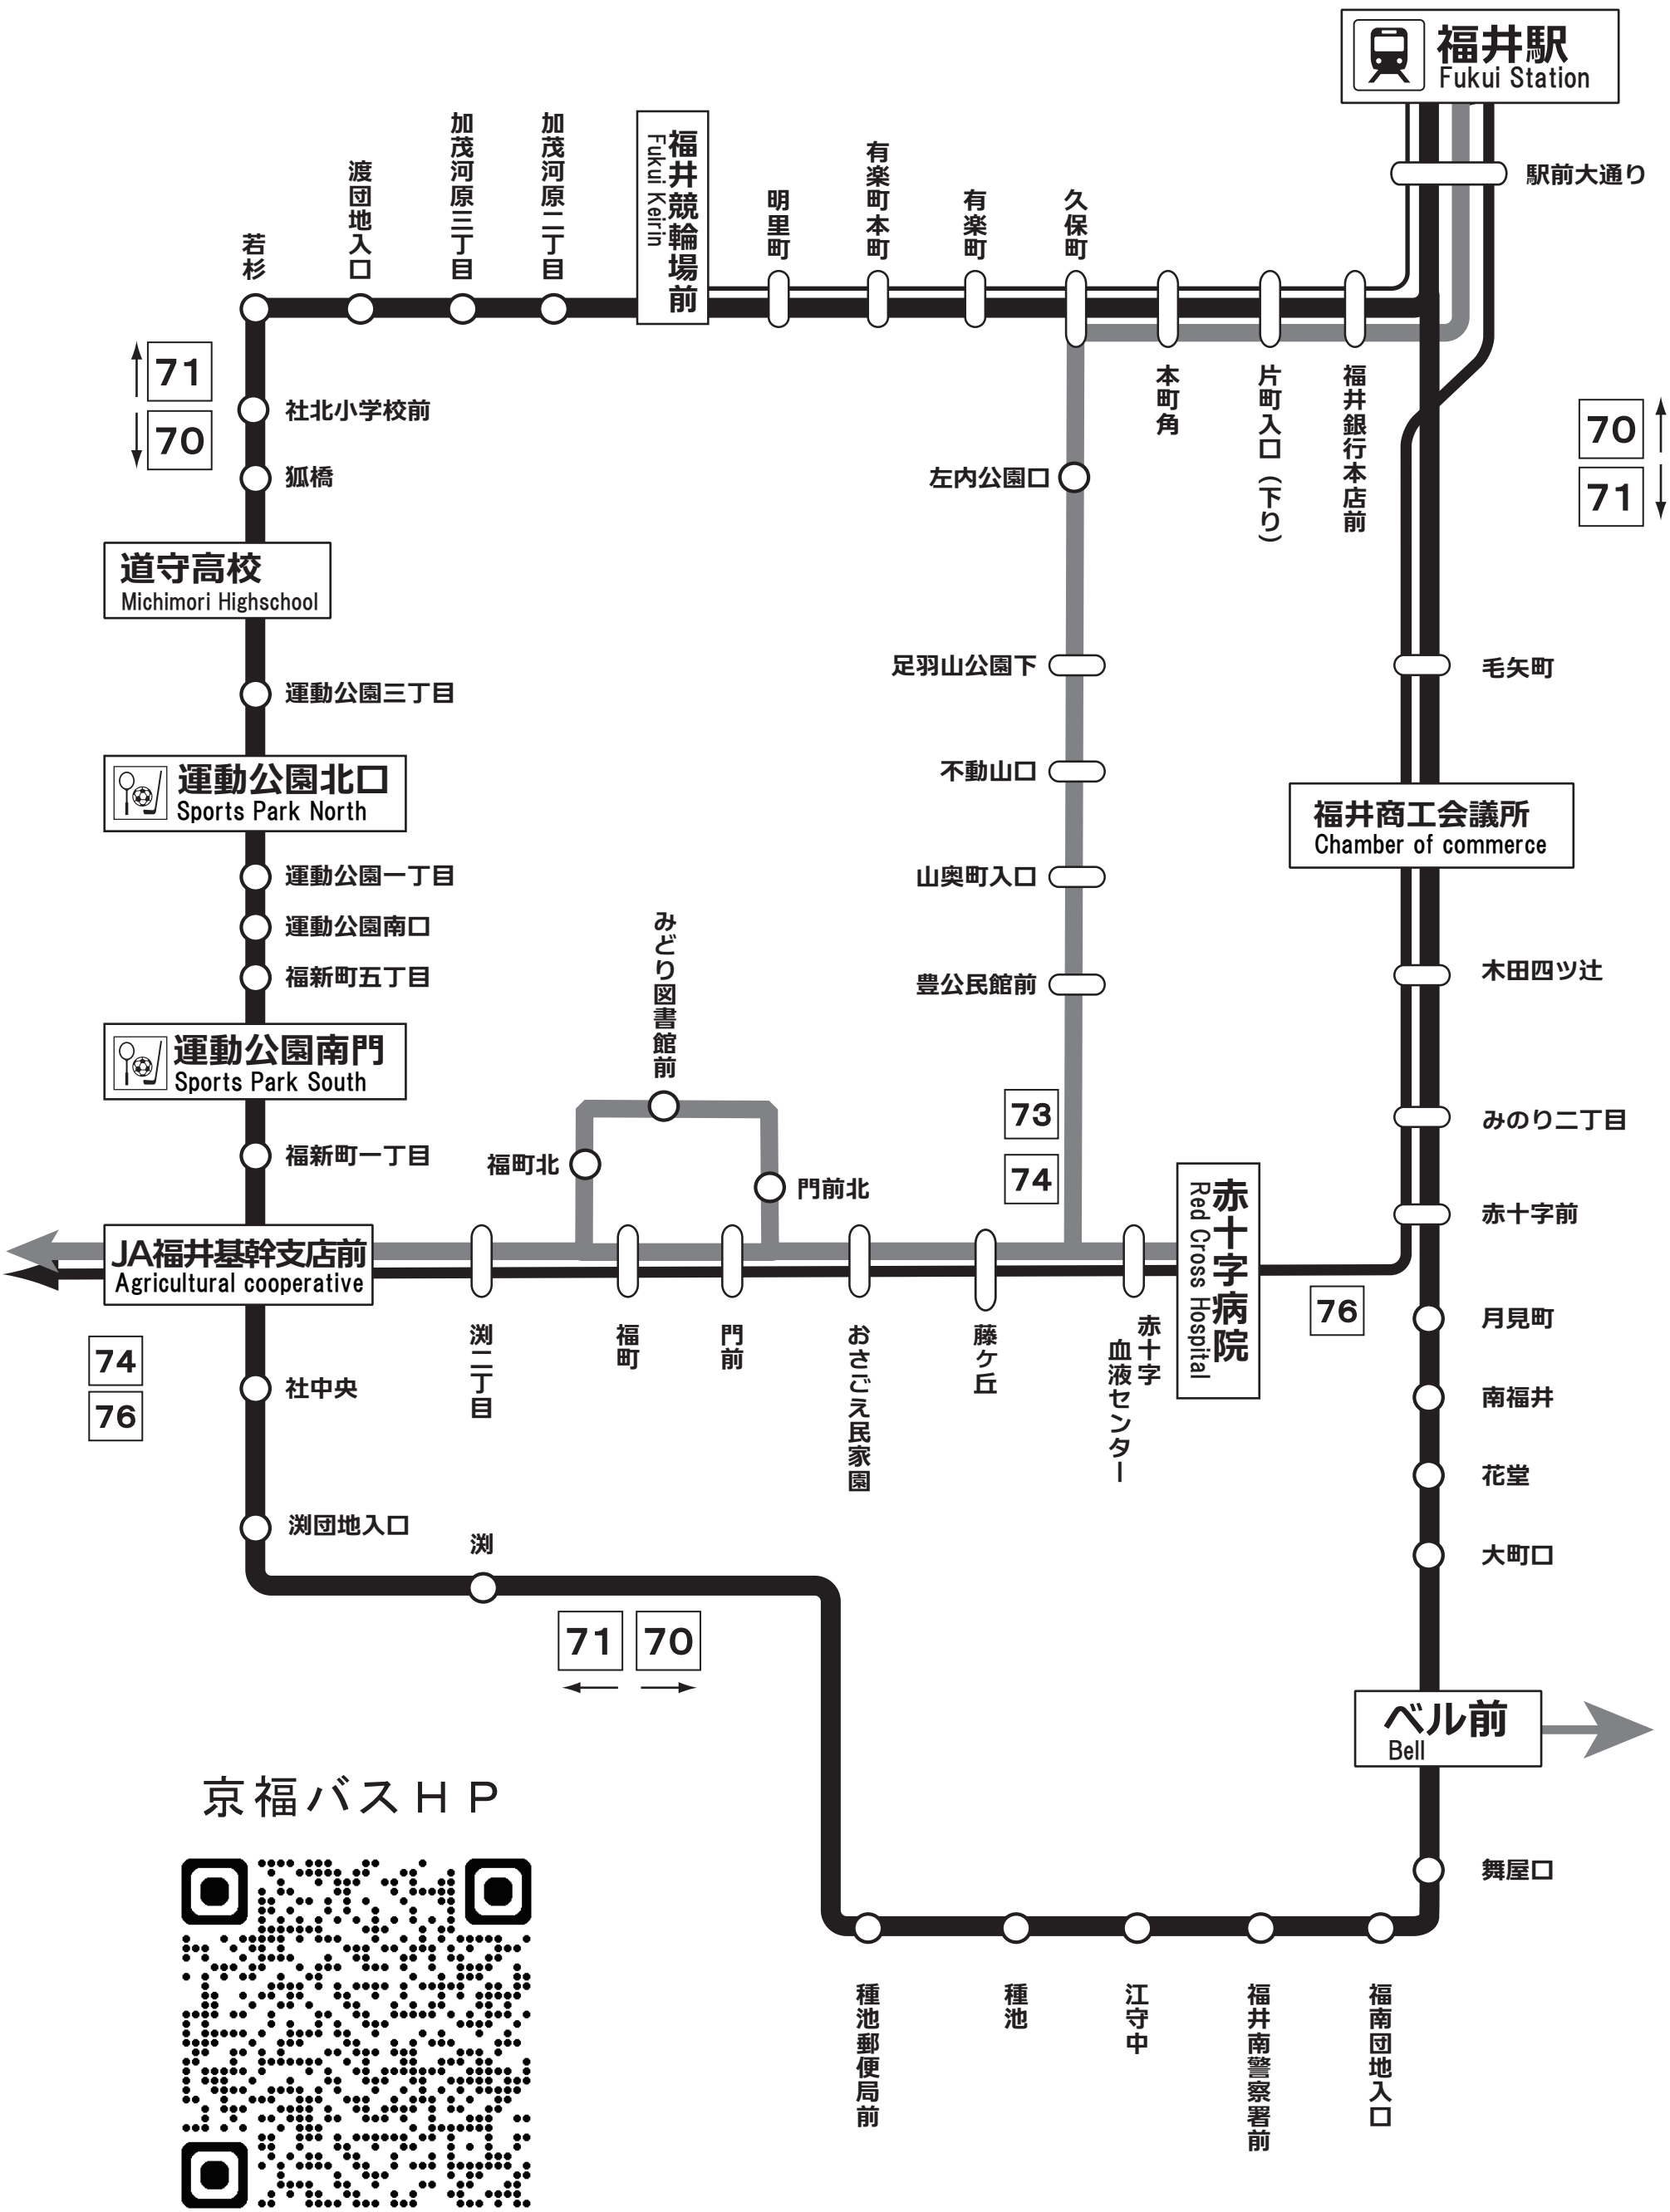 福井駅
Fukui Station
駅前大通り
若杉
渡団地入口
加茂河原三丁目
加茂河原二丁目
福井競輪場前
Fukui Keirin
明里町
有楽町本町
有楽町
久保町
本町角
片町入口（下り）
福井銀行本店前
71
70
社北小学校前
狐橋
道守高校
Michimori Highschool
運動公園三丁目
運動公園北口
Sports Park North
運動公園一丁目
運動公園南口
福新町五丁目
運動公園南門
Sports Park South
福新町一丁目
JA福井基幹支店前
Agricultural cooperative
74
76
社中央
渕団地入口
渕
71
70
左内公園口
足羽山公園下
不動山口
山奥町入口
豊公民館前
73
74
みどり図書館前
福町北
門前北
渕二丁目
福町
門前
おさごえ民家園
藤ヶ丘
赤十字
血液センター
赤十字病院
Red Cross Hospital
76
70
71
毛矢町
福井商工会議所
Chamber of commerce
木田四ツ辻
みのり二丁目
赤十字前
月見町
南福井
花堂
大町口
ベル前
Bell
舞屋口
種池郵便局前
種池
江守中
福井南警察署前
福南団地入口
京福バスＨＰ